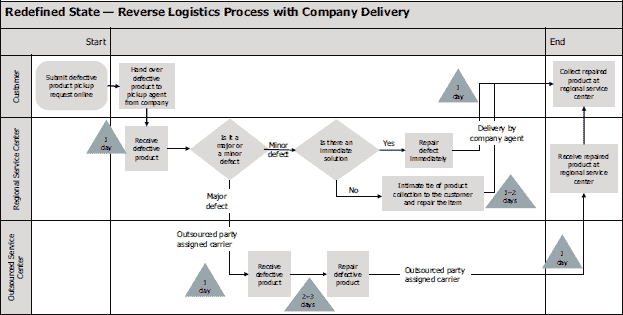 Redefined State — Reverse Logistics Process with Company Delivery
Start
End
Customer
Submit defective
product pickup
request online
Hand over
defective
product to
pickup agent
from company
1
day
Collect repaired
product at
regional service
center
Regional Service Center
1
day
Receive
defective
product
Is it a
major or
a minor
defect
Minor
defect
Is there an
immediate
solution
Yes
Repair
defect
immediately
Delivery by
company agent
No
Intimate tie of product
collection to the customer
and repair the item
1–2
days
Receive repaired
product at
regional service
center
Major
defect
Outsourced Service
Center
Outsourced party
assigned carrier
1
day
Receive
defective
product
2–3
days
Repair
defective
product
Outsourced party
assigned carrier
1
day